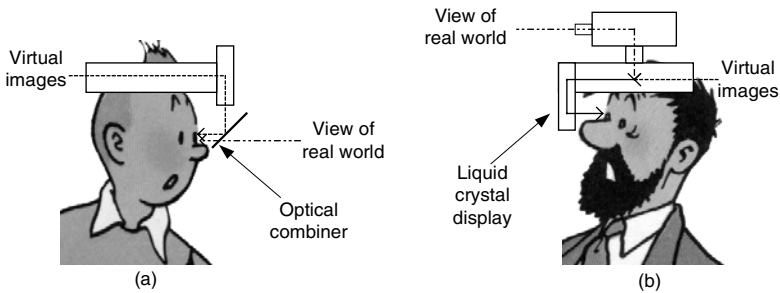 Virtual
images
View of
real world
Optical
combiner
(a)
View of
real world
Virtual
images
Liquid
crystal
display
(b)